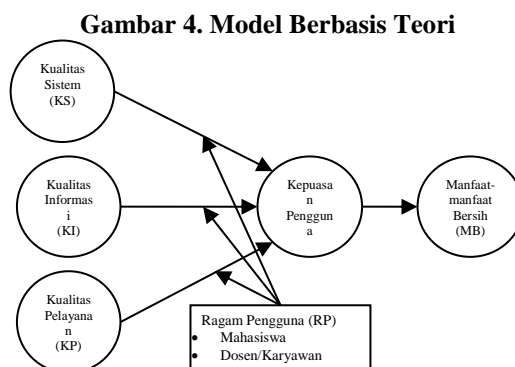 Gambar 4. Model Berbasis Teori
Kualitas
Sistem
(KS)
Kualitas
Informas
i (KI)
Kualitas
Pelayana
n
(KP)
Kepuasa
n
Penggun
a
Manfaat-
manfaat
Bersih
(MB)
Ragam Pengguna (RP)
• Mahasiswa
• Dosen/Karyawan